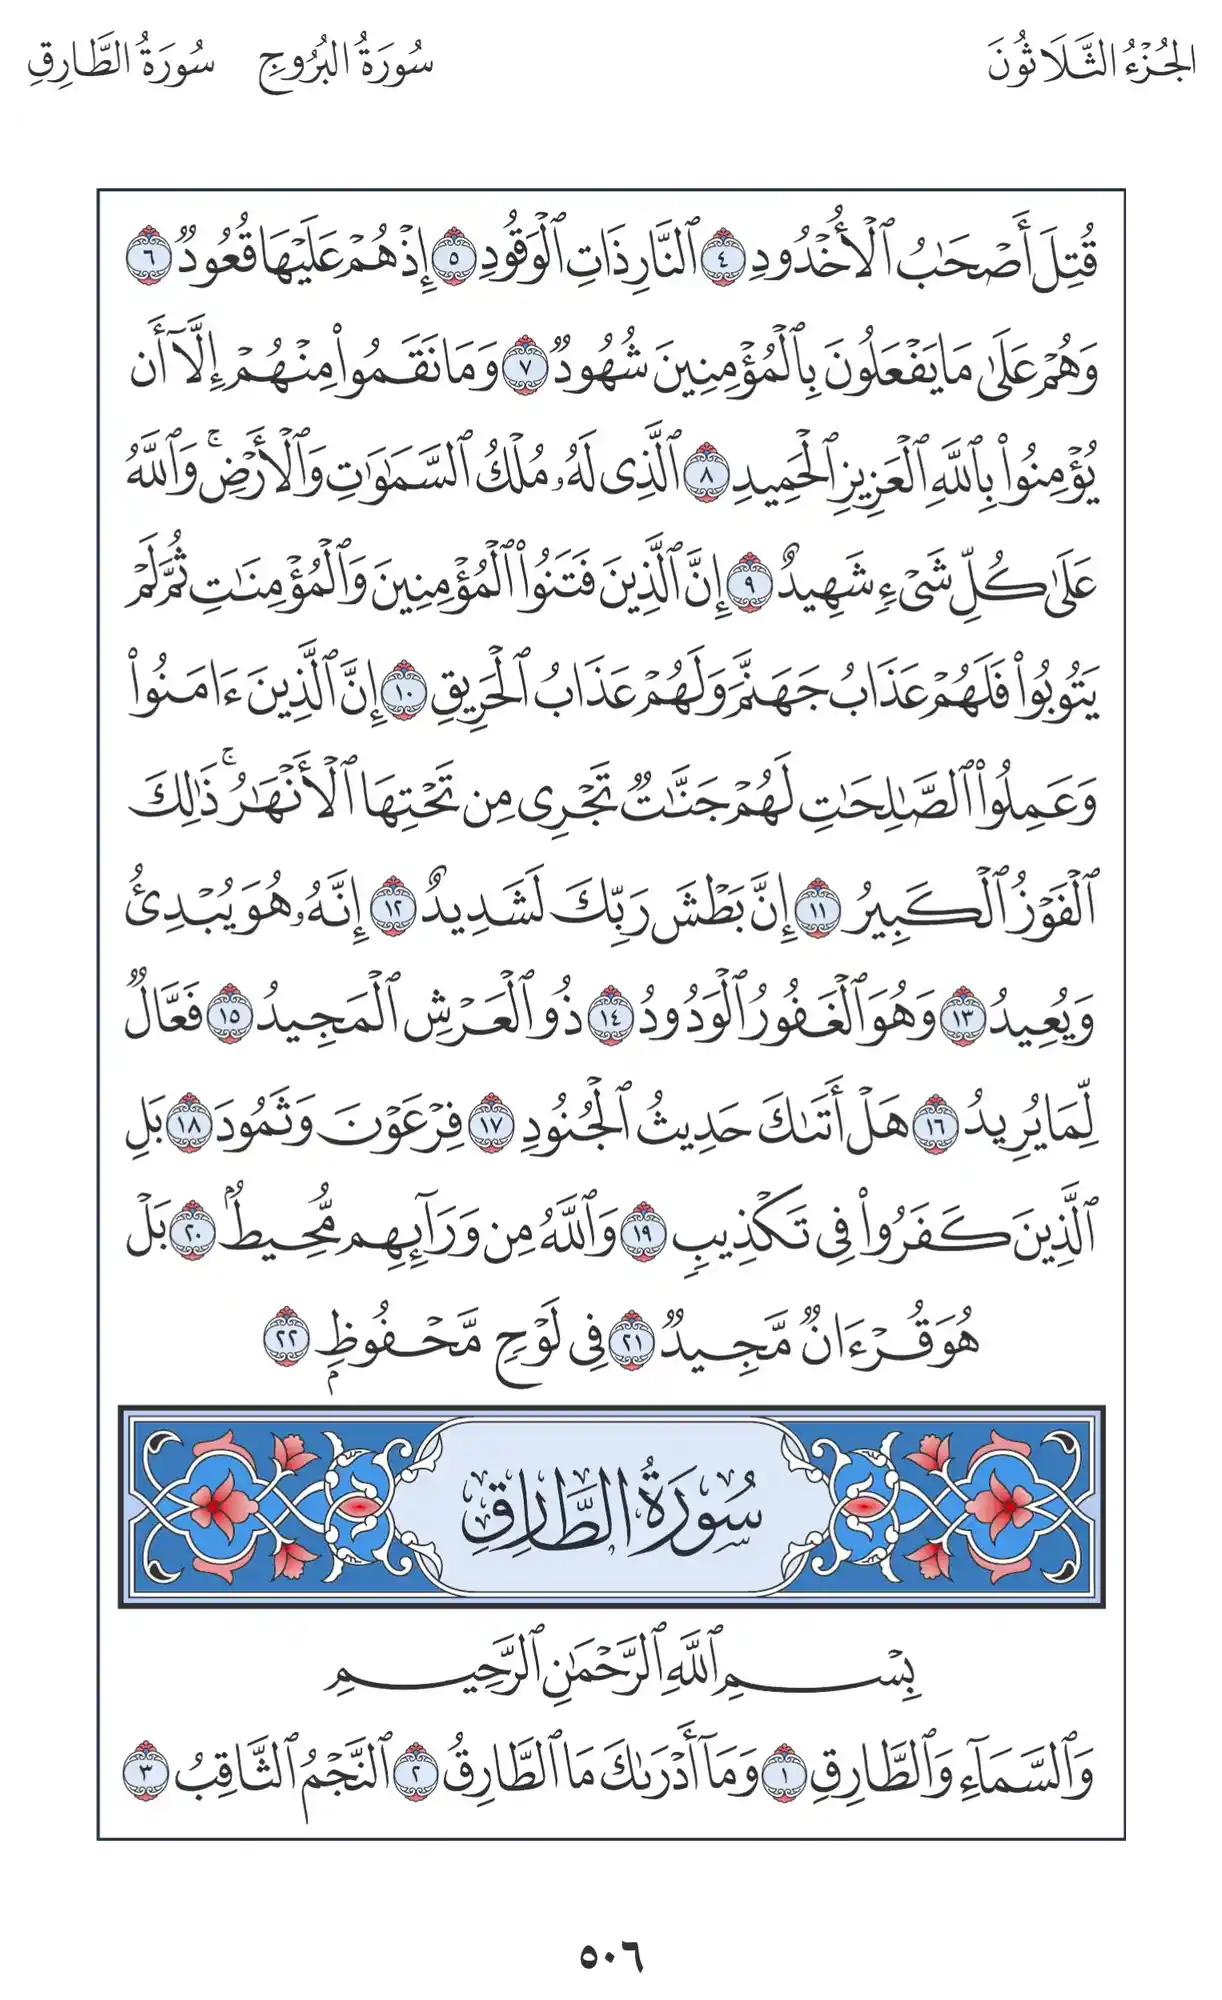 الجُزْءُ الثَّلَاثُونَ سُورَةُ البُرُوجِ سُورَةُ الطَّارِقِ
قُتِلَ أَصْحَٰبُ ٱلْأُخْدُودِ ٤ ٱلنَّارِ ذَاتِ ٱلْوَقُودِ ٥ إِذْ هُمْ عَلَيْهَا قُعُودٌ ٦
وَهُمْ عَلَىٰ مَا يَفْعَلُونَ بِٱلْمُؤْمِنِينَ شُهُودٌ ٧ وَمَا نَقَمُوا۟ مِنْهُمْ إِلَّآ أَن
يُؤْمِنُوا۟ بِٱللَّهِ ٱلْعَزِيزِ ٱلْحَمِيدِ ٨ ٱلَّذِى لَهُۥ مُلْكُ ٱلسَّمَٰوَٰتِ وَٱلْأَرْضِ ۚ وَٱللَّهُ
عَلَىٰ كُلِّ شَىْءٍ شَهِيدٌ ٩ إِنَّ ٱلَّذِينَ فَتَنُوا۟ ٱلْمُؤْمِنِينَ وَٱلْمُؤْمِنَٰتِ ثُمَّ لَمْ
يَتُوبُوا۟ فَلَهُمْ عَذَابُ جَهَنَّمَ وَلَهُمْ عَذَابُ ٱلْحَرِيقِ ١٠ إِنَّ ٱلَّذِينَ ءَامَنُوا۟
وَعَمِلُوا۟ ٱلصَّٰلِحَٰتِ لَهُمْ جَنَّٰتٌ تَجْرِى مِن تَحْتِهَا ٱلْأَنْهَٰرُ ۚ ذَٰلِكَ
ٱلْفَوْزُ ٱلْكَبِيرُ ١١ إِنَّ بَطْشَ رَبِّكَ لَشَدِيدٌ ١٢ إِنَّهُۥ هُوَ يُبْدِئُ
وَيُعِيدُ ١٣ وَهُوَ ٱلْغَفُورُ ٱلْوَدُودُ ١٤ ذُو ٱلْعَرْشِ ٱلْمَجِيدُ ١٥ فَعَّالٌ
لِّمَا يُرِيدُ ١٦ هَلْ أَتَىٰكَ حَدِيثُ ٱلْجُنُودِ ١٧ فِرْعَوْنَ وَثَمُودَ ١٨ بَلِ
ٱلَّذِينَ كَفَرُوا۟ فِى تَكْذِيبٍ ١٩ وَٱللَّهُ مِن وَرَآئِهِم مُّحِيطٌۢ ٢٠ بَلْ
هُوَ قُرْءَانٌ مَّجِيدٌ ٢١ فِى لَوْحٍ مَّحْفُوظٍۭ ٢٢
سُورَةُ الطَّارِقِ
بِسْمِ ٱللَّهِ ٱلرَّحْمَٰنِ ٱلرَّحِيمِ
وَٱلسَّمَآءِ وَٱلطَّارِقِ ١ وَمَآ أَدْرَىٰكَ مَا ٱلطَّارِقُ ٢ ٱلنَّجْمُ ٱلثَّاقِبُ ٣
٥٠٦